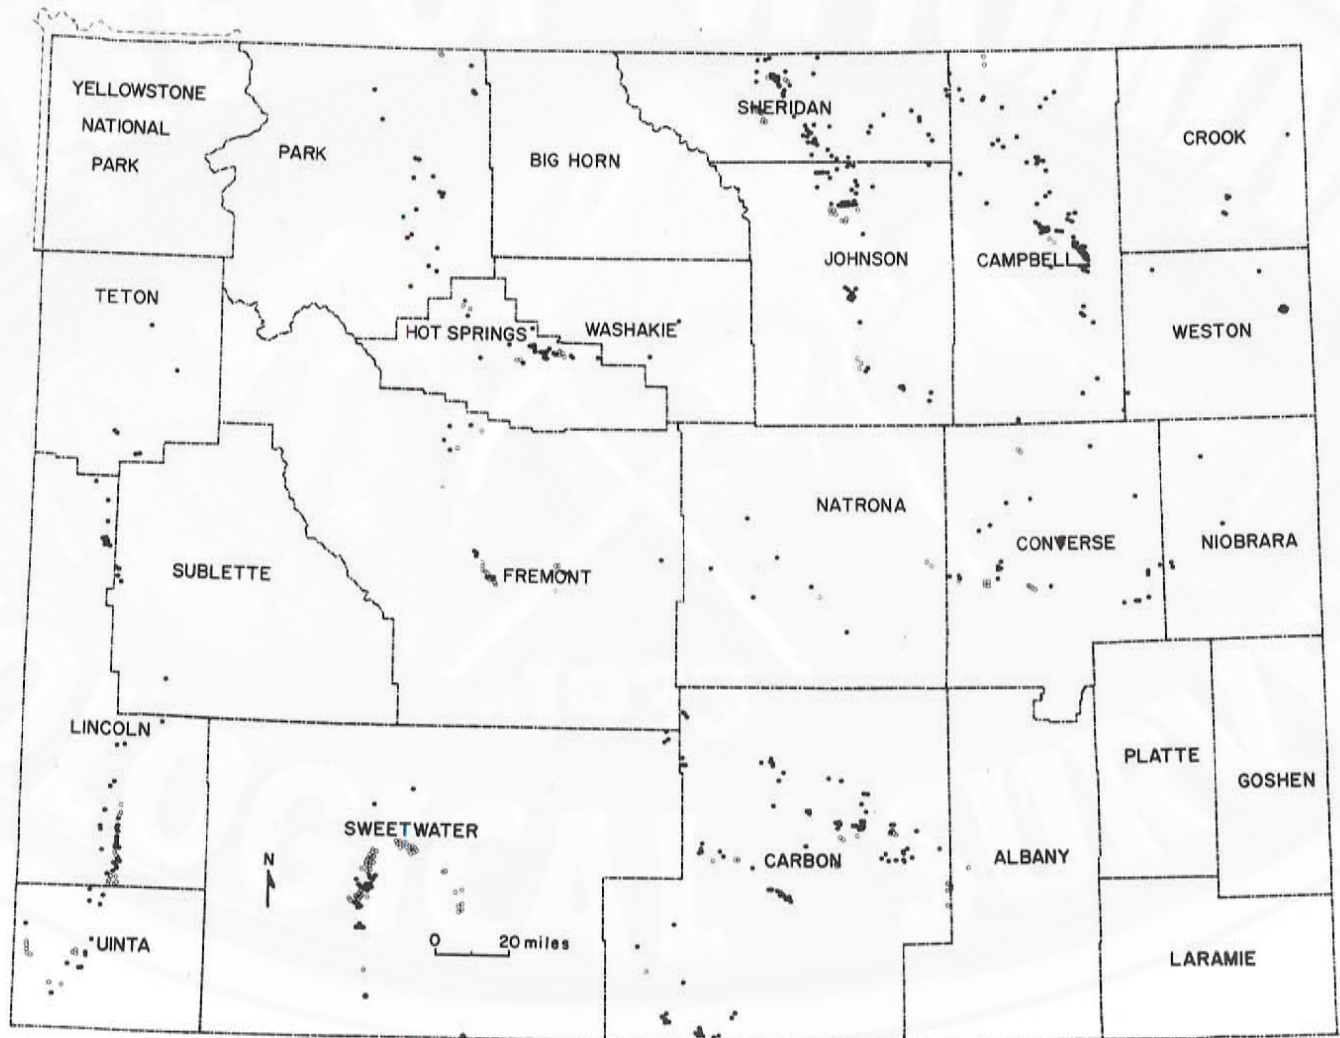 YELLOWSTONE
NATIONAL
PARK
PARK
BIG HORN
SHERIDAN
CROOK
JOHNSON
CAMPBELL
TETON
HOT SPRINGS
WASHAKIE
WESTON
SUBLETTE
FREMONT
NATRONA
CONVERSE
NIOBRARA
LINCOLN
SWEETWATER
CARBON
ALBANY
PLATTE
GOSHEN
N
UINTA
0 20 miles
LARAMIE